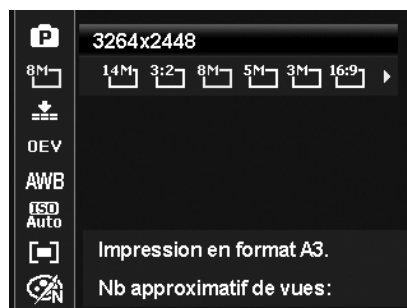 P
3264x2448
8M
14M 3:2 8M 5M 3M 16:9
0EV
AWB
ISO
Auto
Impression en format A3.
N
Nb approximatif de vues: